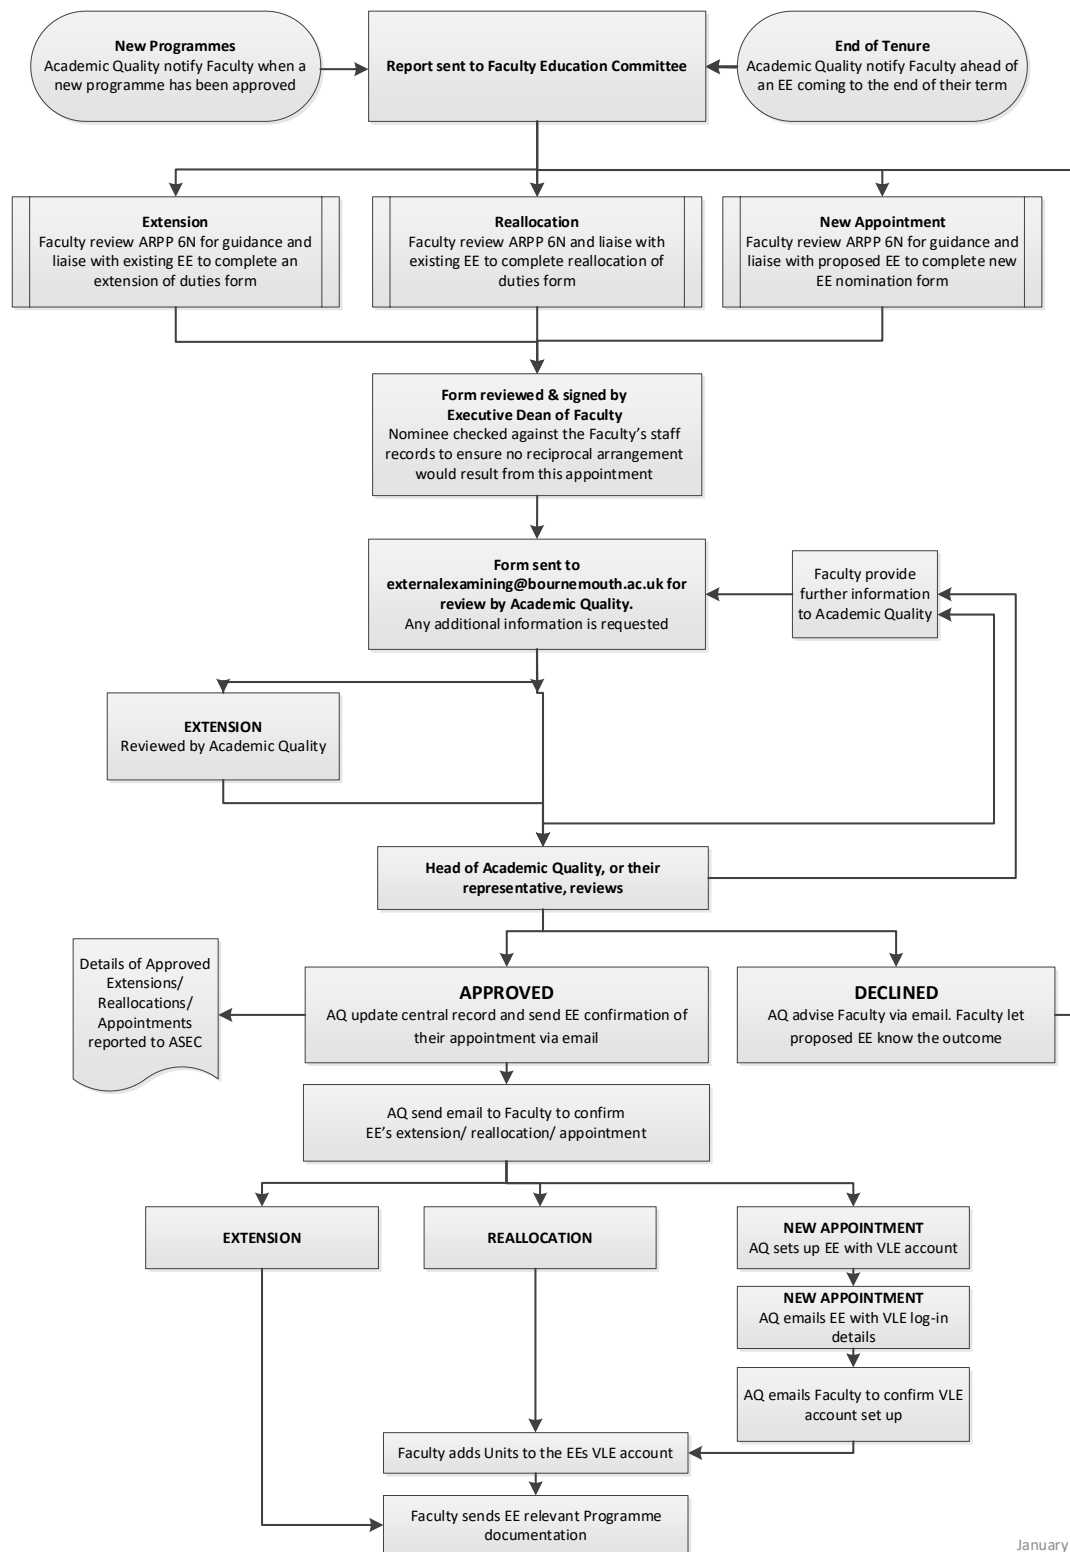 New Programmes
Academic Quality notify Faculty when a
new programme has been approved
Report sent to Faculty Education Committee
End of Tenure
Academic Quality notify Faculty ahead of
an EE coming to the end of their term
Extension
Faculty review ARPP 6N for guidance and
liaise with existing EE to complete an
extension of duties form
Reallocation
Faculty review ARPP 6N and liaise with
existing EE to complete reallocation of
duties form
New Appointment
Faculty review ARPP 6N for guidance and
liaise with proposed EE to complete new
EE nomination form
Form reviewed & signed by
Executive Dean of Faculty
Nominee checked against the Faculty’s staff
records to ensure no reciprocal arrangement
would result from this appointment
Form sent to
externalexamining@bournemouth.ac.uk for
review by Academic Quality.
Any additional information is requested
Faculty provide
further information
to Academic Quality
EXTENSION
Reviewed by Academic Quality
Head of Academic Quality, or their
representative, reviews
Details of Approved
Extensions/
Reallocations/
Appointments
reported to ASEC
APPROVED
AQ update central record and send EE confirmation of
their appointment via email
DECLINED
AQ advise Faculty via email. Faculty let
proposed EE know the outcome
AQ send email to Faculty to confirm
EE’s extension/ reallocation/ appointment
EXTENSION
REALLOCATION
NEW APPOINTMENT
AQ sets up EE with VLE account
NEW APPOINTMENT
AQ emails EE with VLE log-in
details
AQ emails Faculty to confirm VLE
account set up
Faculty adds Units to the EEs VLE account
Faculty sends EE relevant Programme
documentation
January